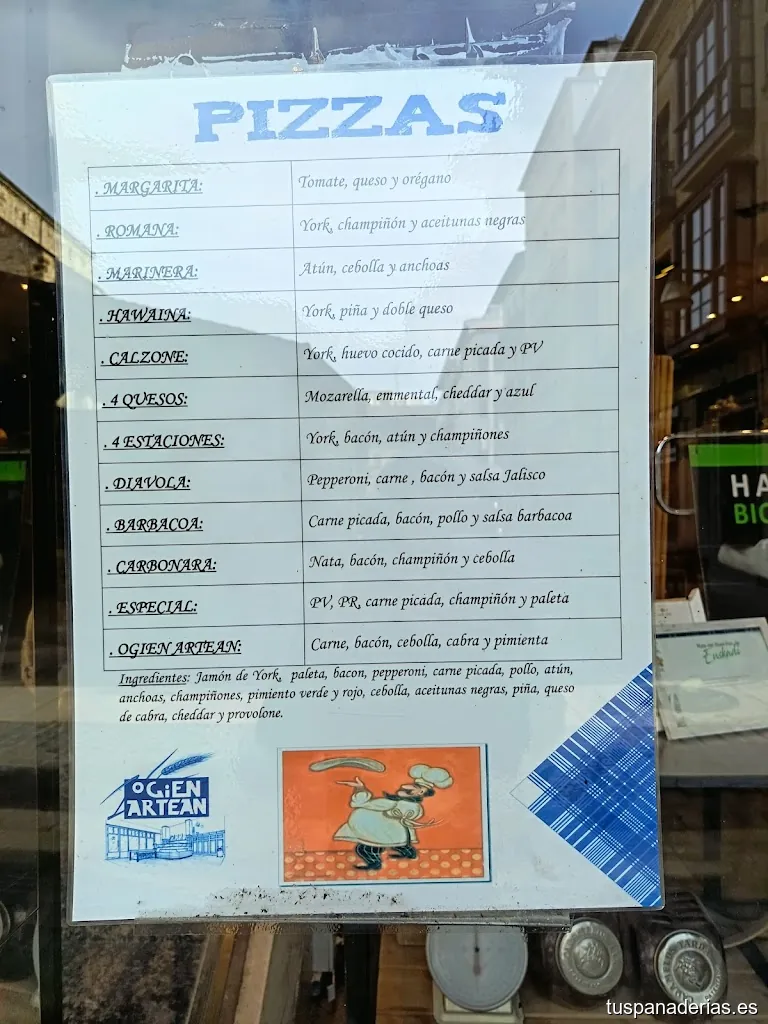 PIZZAS
. MARGARITA: Tomate, queso y orégano
. ROMANA: York, champiñón y aceitunas negras
. MARINERA: Atún, cebolla y anchoas
. HAWAINA: York, piña y doble queso
. CALZONE: York, huevo cocido, carne picada y PV
. 4 QUESOS: Mozarella, emmental, cheddar y azul
. 4 ESTACIONES: York, bacón, atún y champiñones
. DIAVOLA: Pepperoni, carne , bacón y salsa Jalisco
. BARBACOA: Carne picada, bacón, pollo y salsa barbacoa
. CARBONARA: Nata, bacón, champiñón y cebolla
. ESPECIAL: PV, PR, carne picada, champiñón y paleta
. OGIEN ARTEAN: Carne, bacón, cebolla, cabra y pimienta
Ingredientes: Jamón de York, paleta, bacon, pepperoni, carne picada, pollo, atún,
anchoas, champiñones, pimiento verde y rojo, cebolla, aceitunas negras, piña, queso
de cabra, cheddar y provolone.
OGIEN
ARTEAN
HA
BIO
tuspanaderías.es